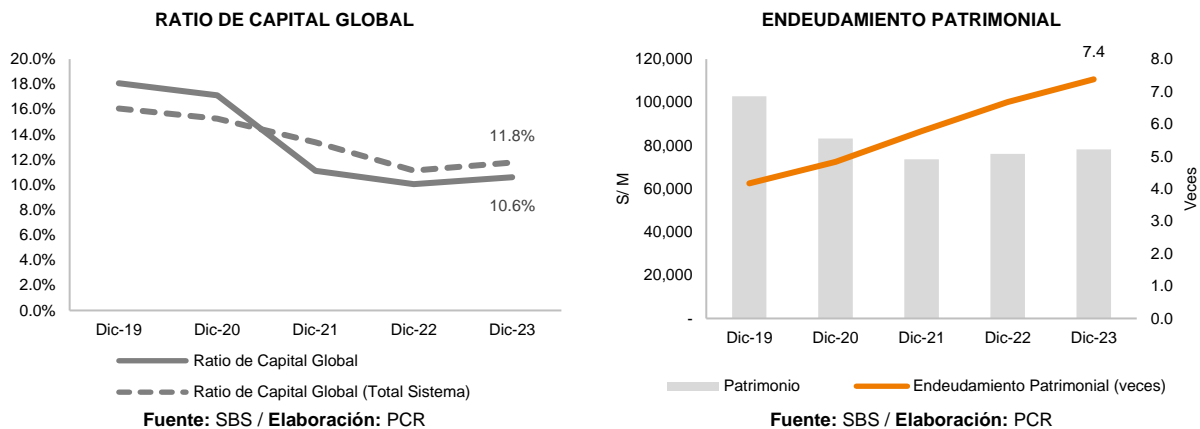 RATIO DE CAPITAL GLOBAL
20.0%
18.0%
16.0%
14.0%
12.0%
10.0%
8.0%
6.0%
4.0%
2.0%
0.0%
11.8%
10.6%
Dic-19 Dic-20 Dic-21 Dic-22 Dic-23
Ratio de Capital Global
Ratio de Capital Global (Total Sistema)
Fuente: SBS / Elaboración: PCR
ENDEUDAMIENTO PATRIMONIAL
S/ M
120,000
100,000
80,000
60,000
40,000
20,000
-
7.4
8.0
7.0
6.0
5.0
4.0
3.0
2.0
1.0
0.0
Veces
Dic-19 Dic-20 Dic-21 Dic-22 Dic-23
Patrimonio Endeudamiento Patrimonial (veces)
Fuente: SBS / Elaboración: PCR